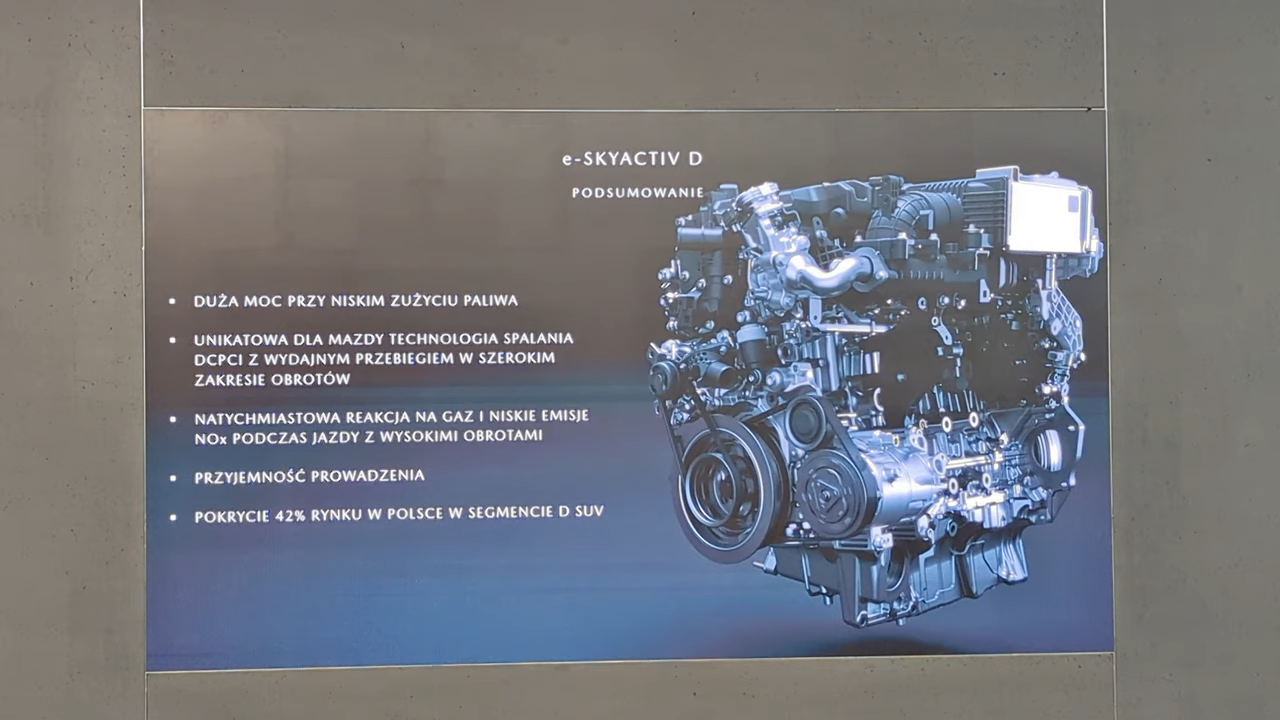 e-SKYACTIV D
PODSUMOWANIE
▪ DUŻA MOC PRZY NISKIM ZUŻYCIU PALIWA
▪ UNIKATOWA DLA MAZDY TECHNOLOGIA SPALANIA
DCPCI Z WYDAJNYM PRZEBIEGIEM W SZEROKIM
ZAKRESIE OBROTÓW
▪ NATYCHMIASTOWA REAKCJA NA GAZ I NISKIE EMISJE
NOx PODCZAS JAZDY Z WYSOKIMI OBROTAMI
▪ PRZYJEMNOŚĆ PROWADZENIA
▪ POKRYCIE 42% RYNKU W POLSCE W SEGMENCIE D SUV